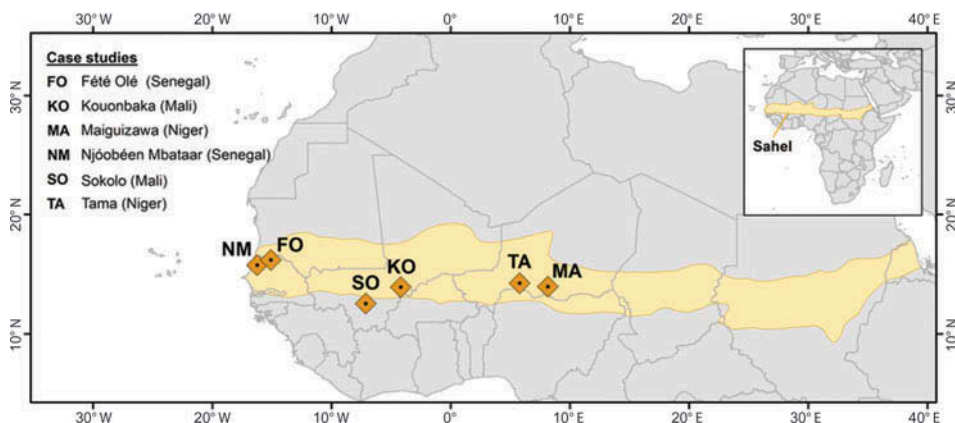 30° W 20° W 10° W 0° 10° E 20° E 30° E 40° E
Case studies
FO Fété Olé (Senegal)
KO Kouonbaka (Mali)
MA Maiguizawa (Niger)
NM Njóobéen Mbataar (Senegal)
SO Sokolo (Mali)
TA Tama (Niger)
Sahel
30° N
30° N
20° N
20° N
NM FO
SO KO TA MA
10° N
10° N
30° W 20° W 10° W 0° 10° E 20° E 30° E 40° E